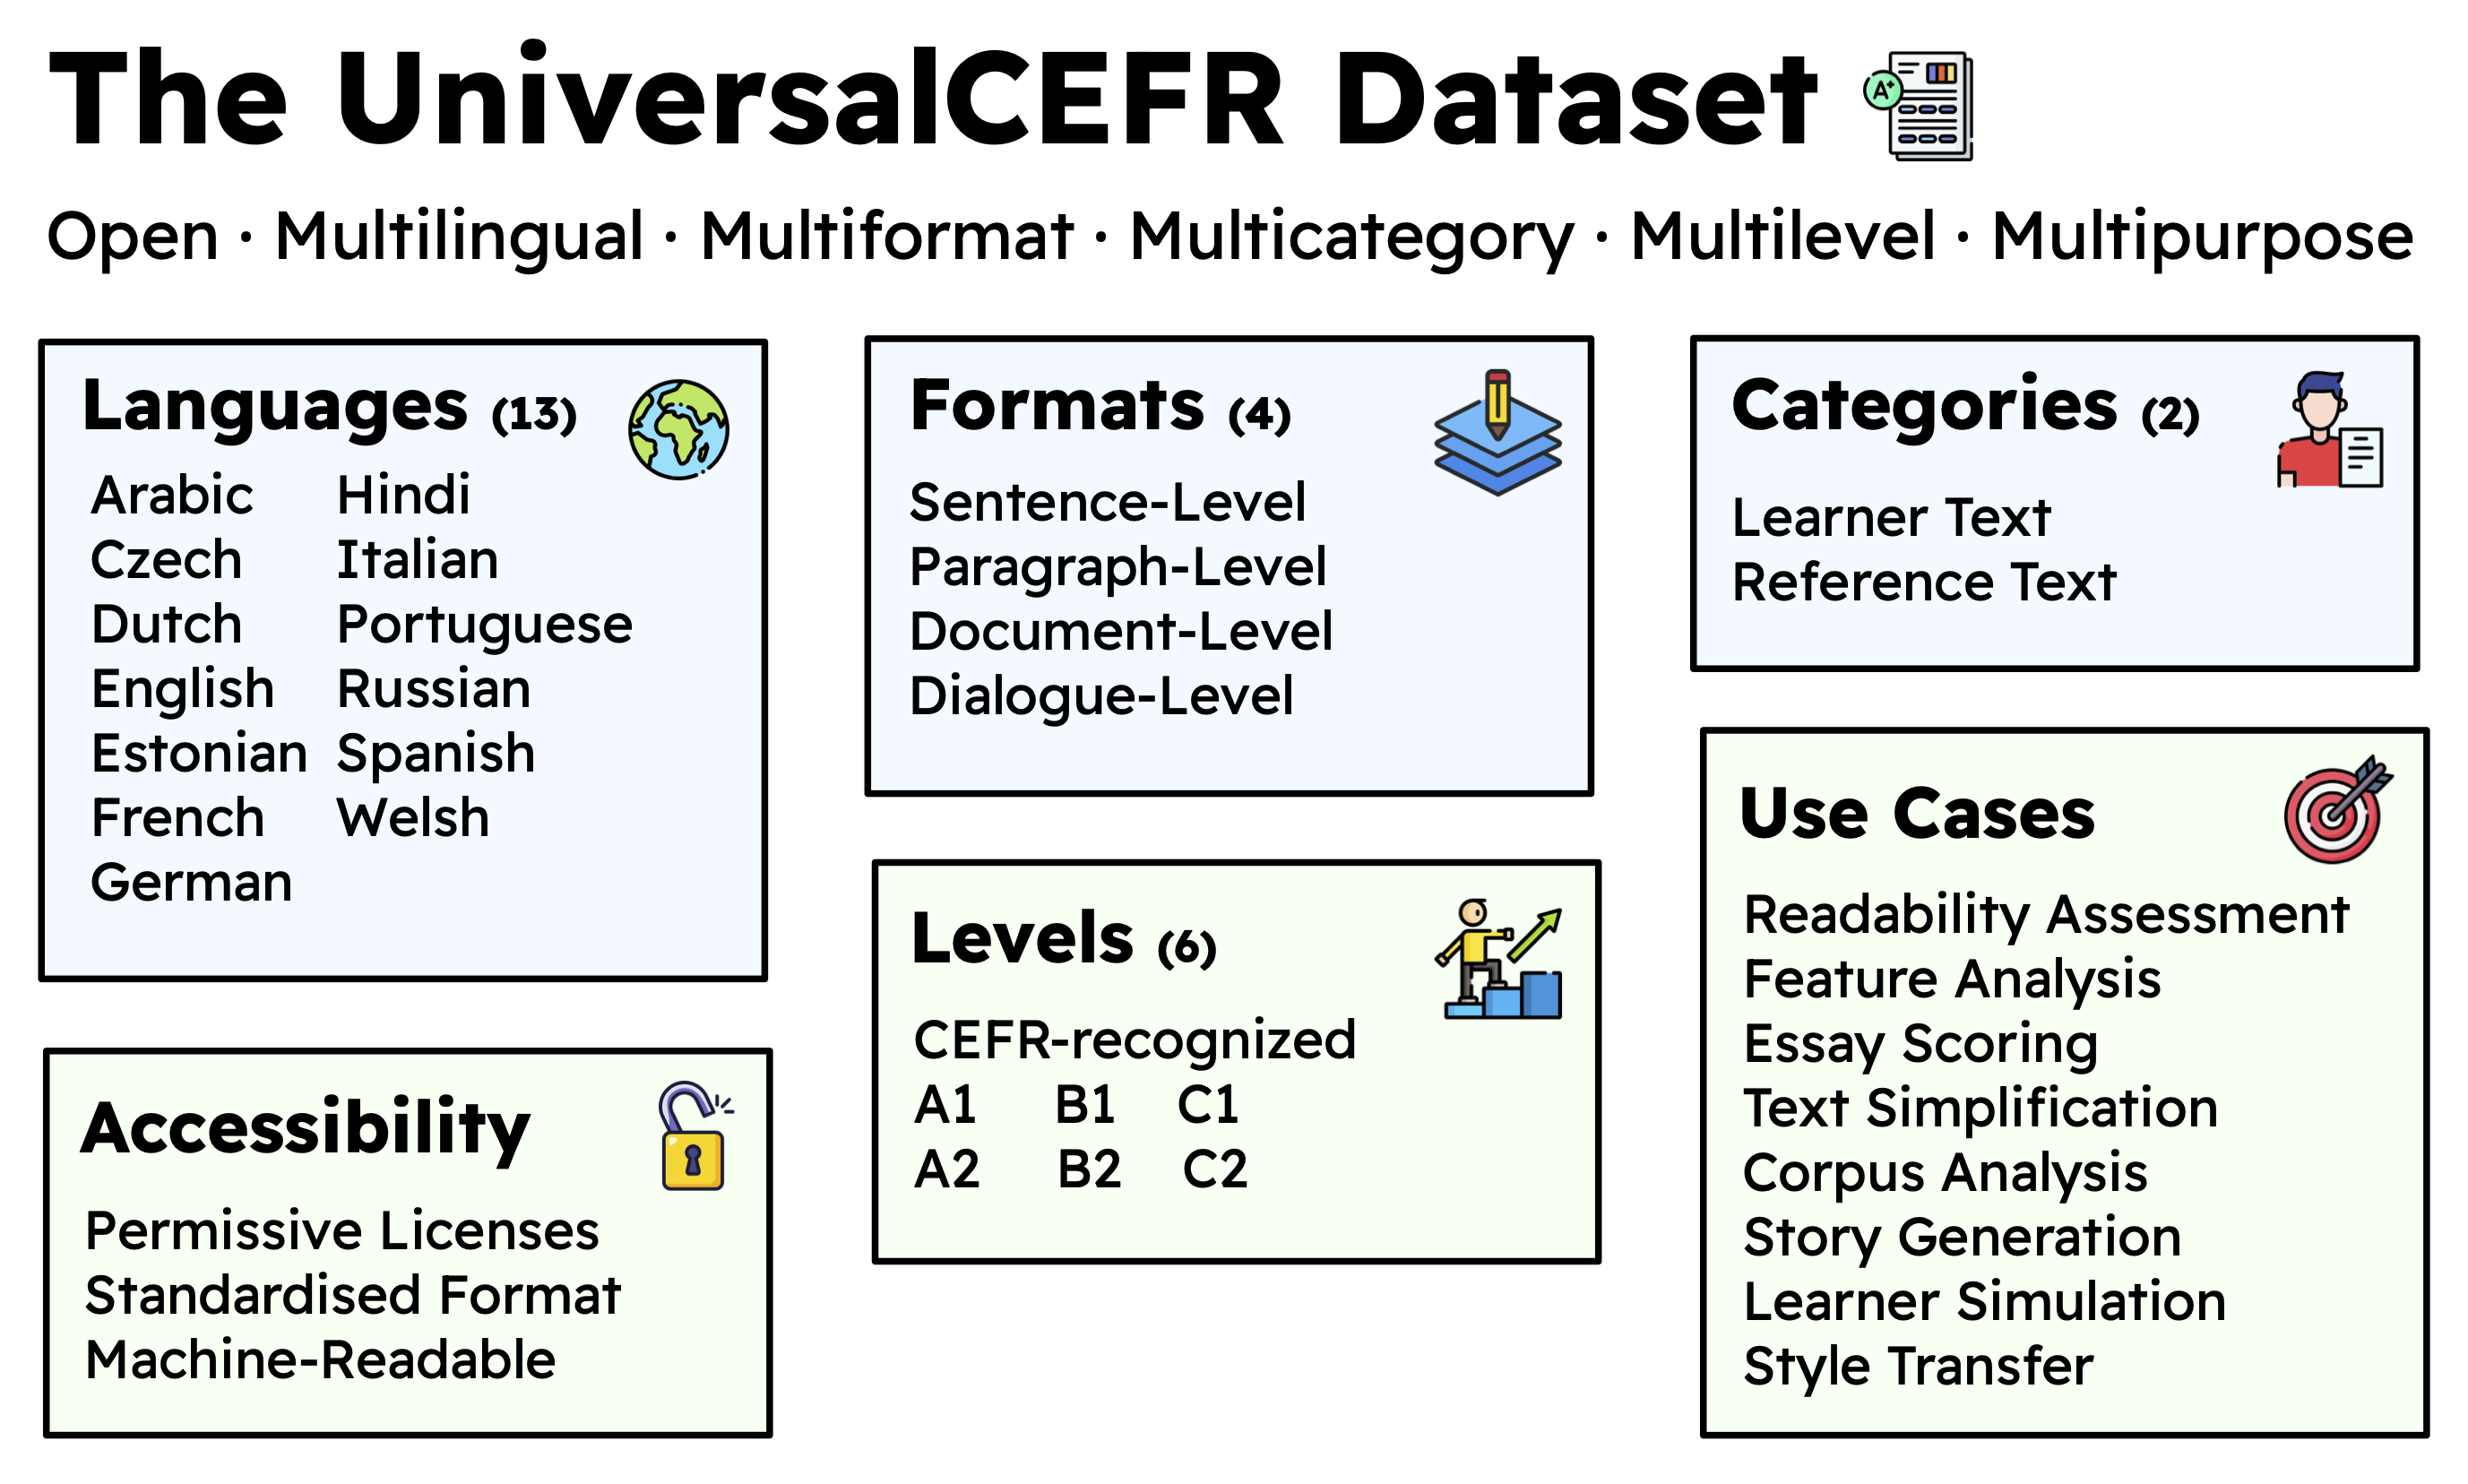 The UniversalCEFR Dataset
A+
Open · Multilingual · Multiformat · Multicategory · Multilevel · Multipurpose
Languages (13)
Arabic
Czech
Dutch
English
Estonian
French
German
Hindi
Italian
Portuguese
Russian
Spanish
Welsh
Accessibility
Permissive Licenses
Standardised Format
Machine-Readable
Formats (4)
Sentence-Level
Paragraph-Level
Document-Level
Dialogue-Level
Levels (6)
CEFR-recognized
A1 B1 C1
A2 B2 C2
Categories (2)
Learner Text
Reference Text
Use Cases
Readability Assessment
Feature Analysis
Essay Scoring
Text Simplification
Corpus Analysis
Story Generation
Learner Simulation
Style Transfer